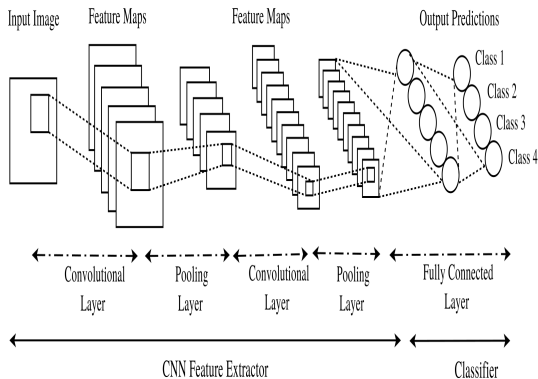 Input Image
Feature Maps
Feature Maps
Output Predictions
Class 1
Class 2
Class 3
Class 4
Convolutional
Layer
Pooling
Layer
Convolutional
Layer
Pooling
Layer
Fully Connected
Layer
CNN Feature Extractor
Classifier